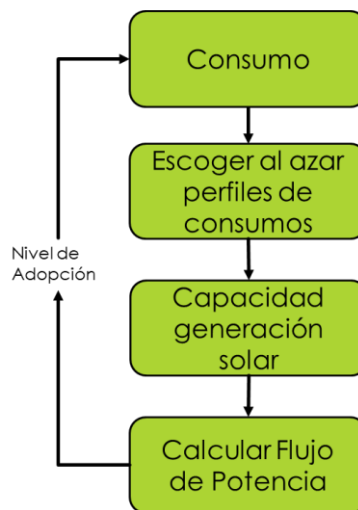 Consumo
Escoger al azar
perfiles de
consumos
Nivel de
Adopción
Capacidad
generación
solar
Calcular Flujo
de Potencia